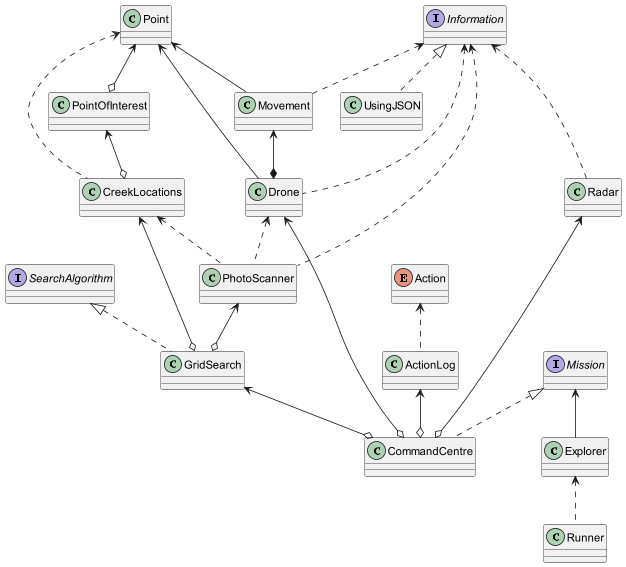 C Point
I Information
C PointOfInterest
C Movement
C UsingJSON
C CreekLocations
C Drone
C Radar
I SearchAlgorithm
C PhotoScanner
E Action
C GridSearch
C ActionLog
I Mission
C CommandCentre
C Explorer
C Runner